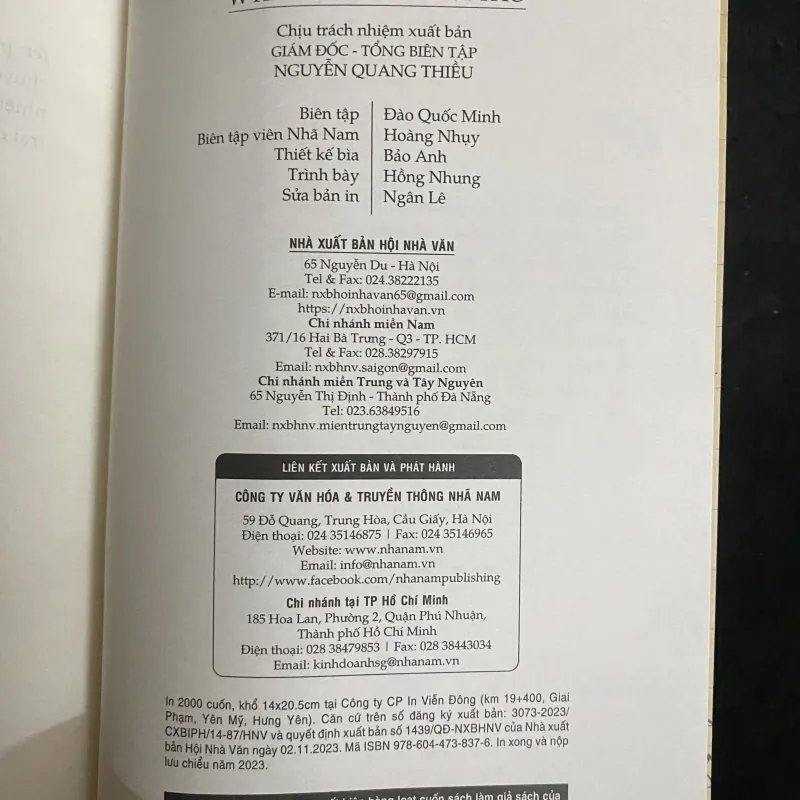 Chịu trách nhiệm xuất bản
GIÁM ĐỐC - TỔNG BIÊN TẬP
NGUYỄN QUANG THIỀU
Biên tập Đào Quốc Minh
Biên tập viên Nhã Nam Hoàng Nhụy
Thiết kế bìa Bảo Anh
Trình bày Hồng Nhung
Sửa bản in Ngân Lê
NHÀ XUẤT BẢN HỘI NHÀ VĂN
65 Nguyễn Du - Hà Nội
Tel & Fax: 024.38222135
E-mail: nxbhoinhavan65@gmail.com
https://nxbhoinhavan.vn
Chi nhánh miền Nam
371/16 Hai Bà Trưng - Q3 - TP. HCM
Tel & Fax: 028.38297915
Email: nxbhnv.saigon@gmail.com
Chi nhánh miền Trung và Tây Nguyên
65 Nguyễn Thị Định - Thành phố Đà Nẵng
Tel: 023.63849516
Email: nxbhnv.mientrungtaynguyen@gmail.com
LIÊN KẾT XUẤT BẢN VÀ PHÁT HÀNH
CÔNG TY VĂN HÓA & TRUYỀN THÔNG NHÃ NAM
59 Đỗ Quang, Trung Hòa, Cầu Giấy, Hà Nội
Điện thoại: 024 35146875 | Fax: 024 35146965
Website: www.nhanam.vn
Email: info@nhanam.vn
http://www.facebook.com/nhanampublishing
Chi nhánh tại TP Hồ Chí Minh
185 Hoa Lan, Phường 2, Quận Phú Nhuận,
Thành phố Hồ Chí Minh
Điện thoại: 028 38479853 | Fax: 028 38443034
Email: kinhdoanhsg@nhanam.vn
In 2000 cuốn, khổ 14x20.5cm tại Công ty CP In Viễn Đông (km 19+400, Giai
Phạm, Yên Mỹ, Hưng Yên). Căn cứ trên số đăng ký xuất bản: 3073-2023/
CXBIPH/14-87/HNV và quyết định xuất bản số 1439/QĐ-NXBHNV của Nhà xuất
bản Hội Nhà Văn ngày 02.11.2023. Mã ISBN 978-604-473-837-6. In xong và nộp
lưu chiểu năm 2023.
hàng loạt cuốn sách làm giả sách của